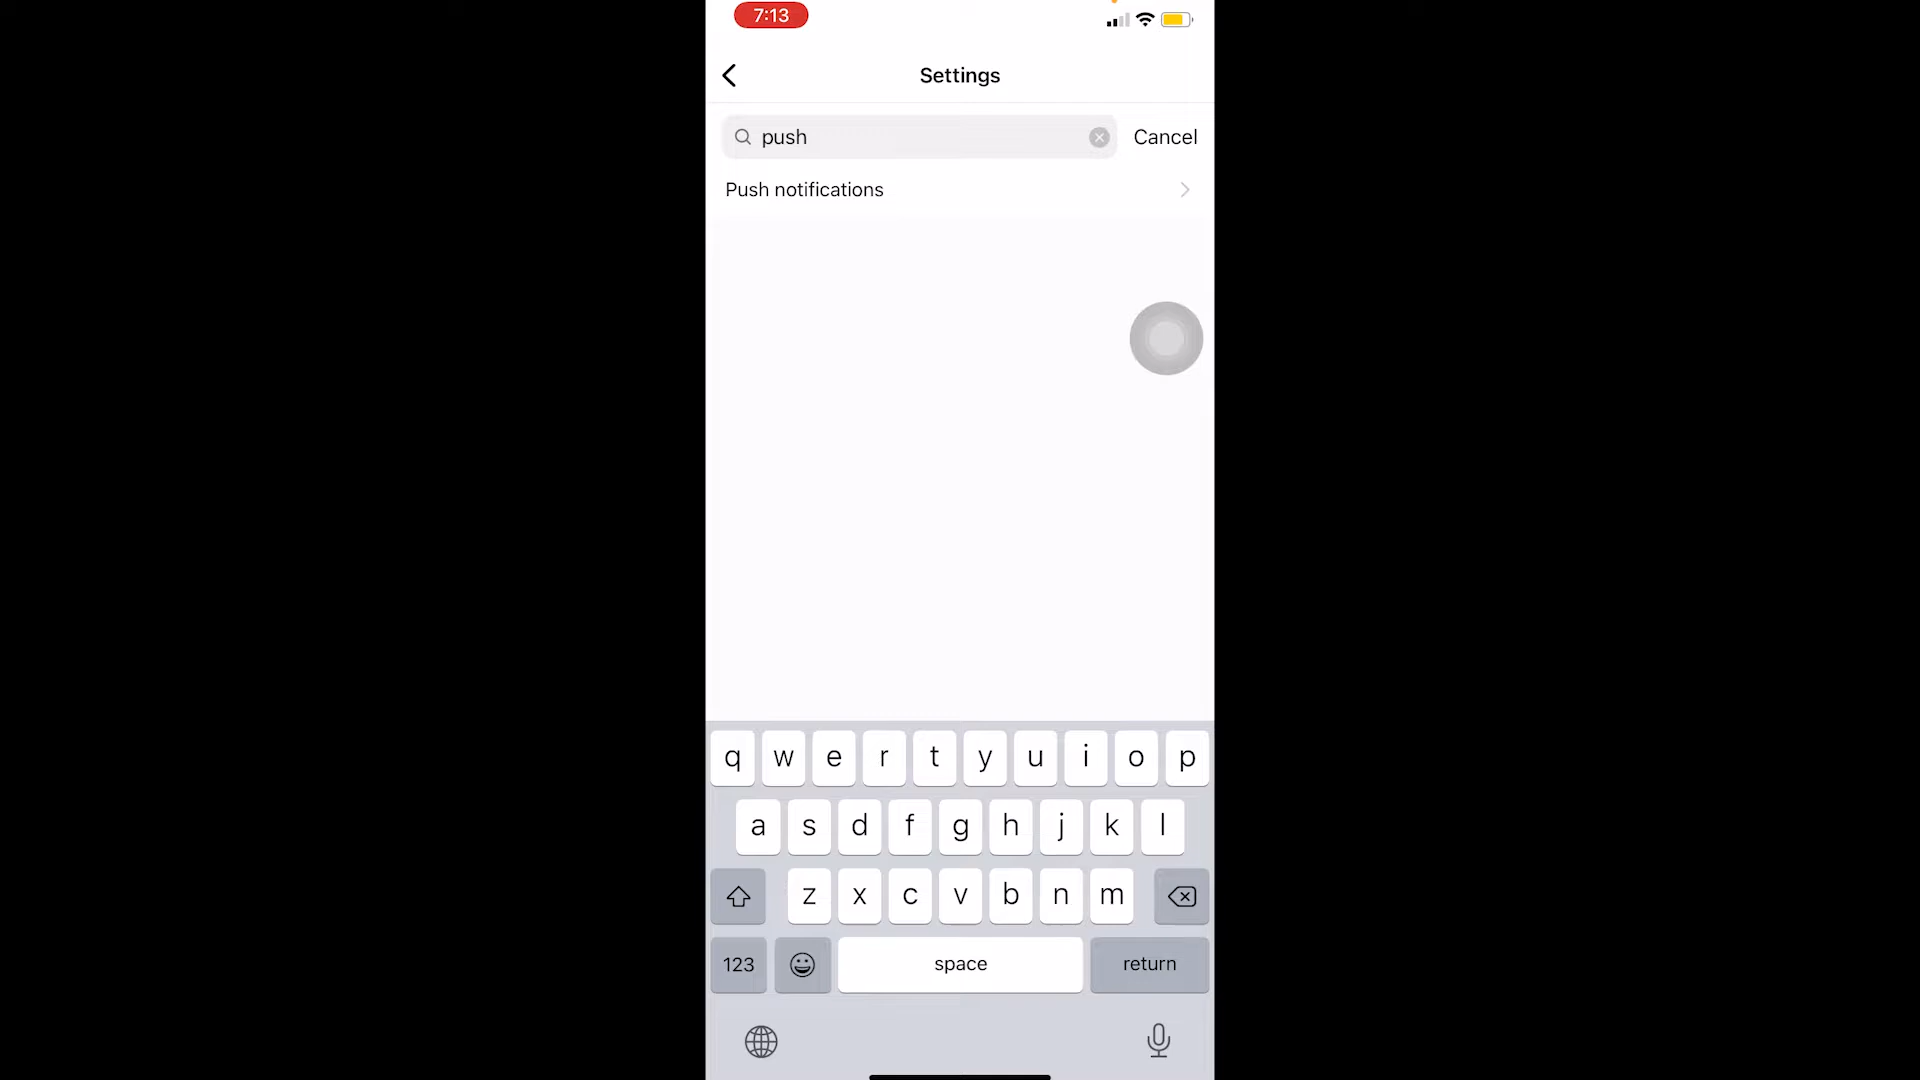 7:13
Settings
push
Cancel
Push notifications
q w e r t y u i o p
a s d f g h j k l
z x c v b n m
123 space return